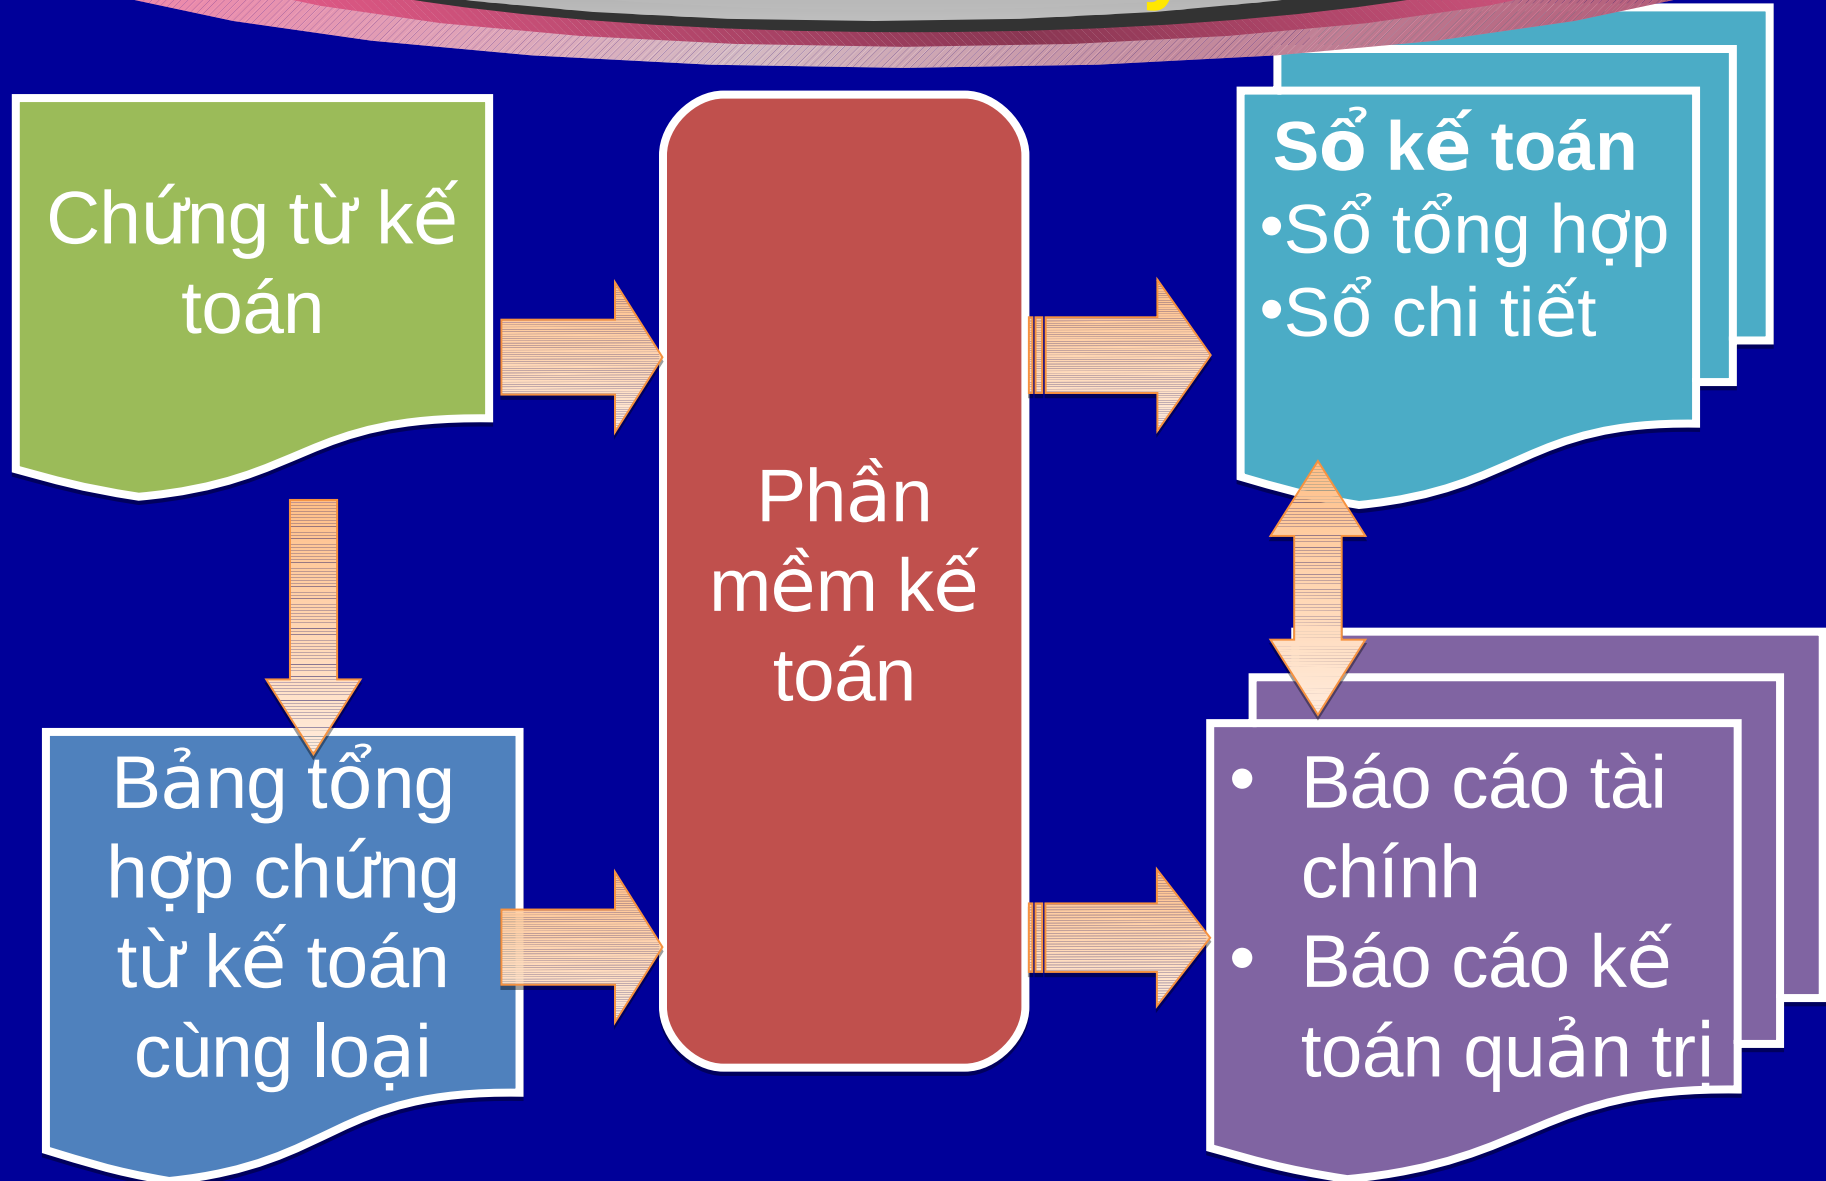 Chứng từ kế
toán
Bảng tổng
hợp chứng
từ kế toán
cùng loại
Phần
mềm kế
toán
Sổ kế toán
•Sổ tổng hợp
•Sổ chi tiết
• Báo cáo tài
chính
• Báo cáo kế
toán quản trị